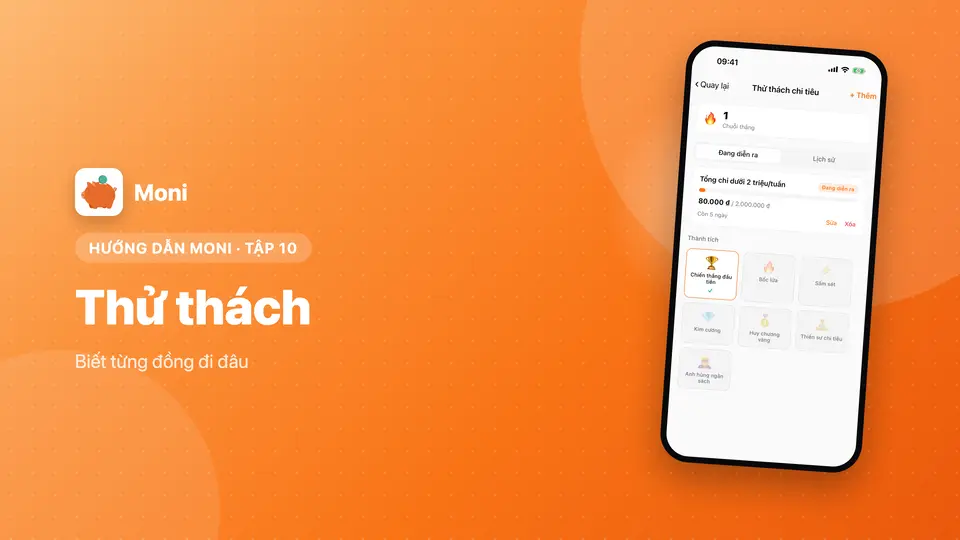 Moni
HƯỚNG DẪN MONI · TẬP 10
Thử thách
Biết từng đồng đi đâu
09:41
‹ Quay lại
Thử thách chi tiêu
+ Thêm
1
Chuỗi thắng
Đang diễn ra
Lịch sử
Tổng chi dưới 2 triệu/tuần
Đang diễn ra
80.000 đ / 2.000.000 đ
Còn 5 ngày
Sửa
Xóa
Thành tích
Chiến thắng đầu
tiên
Bốc lửa
Sấm sét
Kim cương
Huy chương
vàng
Thiền sư chi tiêu
Anh hùng ngân
sách